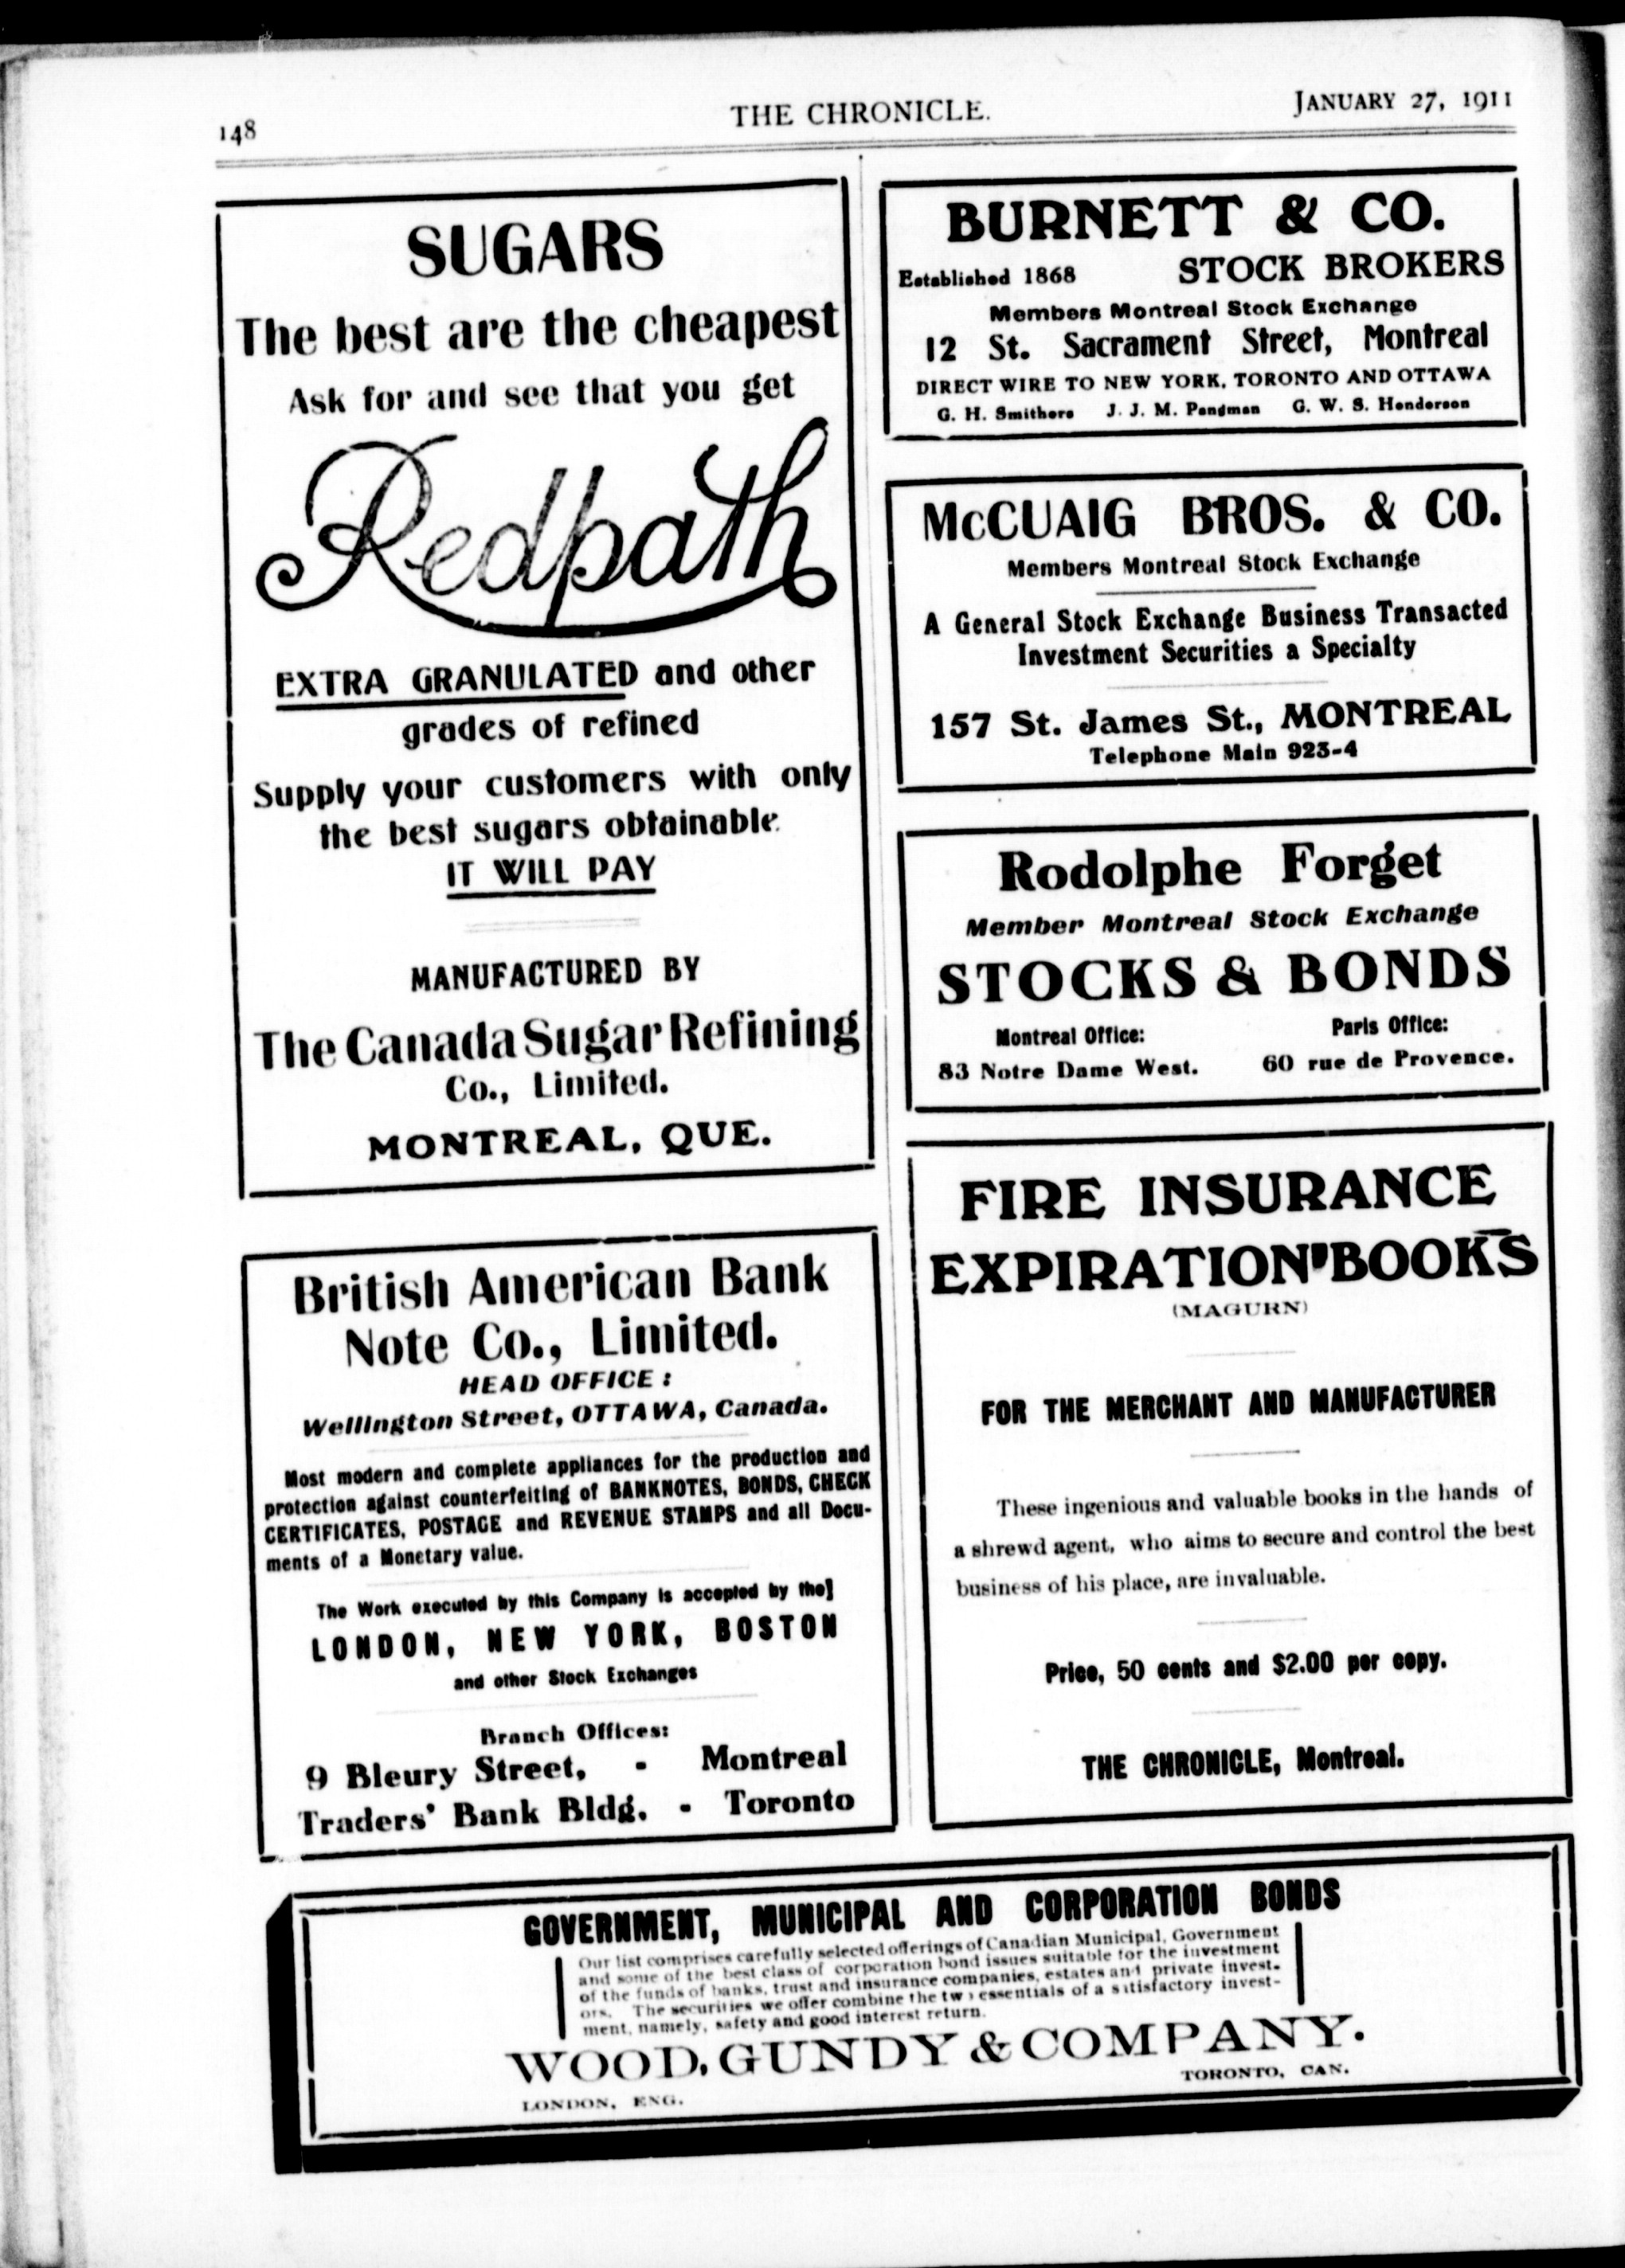 148
THE CHRONICLE.
JANUARY 27, 1911
SUGARS
The best are the cheapest
Ask for and see that you get
Redpath
EXTRA GRANULATED and other
grades of refined
Supply your customers with only
the best sugars obtainable
IT WILL PAY
MANUFACTURED BY
The Canada Sugar Refining
Co., Limited.
MONTREAL, QUE.
British American Bank
Note Co., Limited.
HEAD OFFICE :
Wellington Street, OTTAWA, Canada.
Most modern and complete appliances for the production and
protection against counterfeiting of BANKNOTES, BONDS, CHECK
CERTIFICATES, POSTAGE and REVENUE STAMPS and all Docu-
ments of a Monetary value.
The Work executed by this Company is accepted by the
LONDON, NEW YORK, BOSTON
and other Stock Exchanges
Branch Offices:
9 Bleury Street, - Montreal
Traders' Bank Bldg. - Toronto
BURNETT & CO.
Established 1868 STOCK BROKERS
Members Montreal Stock Exchange
12 St. Sacrament Street, Montreal
DIRECT WIRE TO NEW YORK, TORONTO AND OTTAWA
G. H. Smithers J. J. M. Pangman G. W. S. Henderson
McCUAIG BROS. & CO.
Members Montreal Stock Exchange
A General Stock Exchange Business Transacted
Investment Securities a Specialty
157 St. James St., MONTREAL
Telephone Main 923-4
Rodolphe Forget
Member Montreal Stock Exchange
STOCKS & BONDS
Montreal Office: Paris Office:
83 Notre Dame West. 60 rue de Provence.
FIRE INSURANCE
EXPIRATION BOOKS
(MAGURN)
FOR THE MERCHANT AND MANUFACTURER
These ingenious and valuable books in the hands of
a shrewd agent, who aims to secure and control the best
business of his place, are invaluable.
Price, 50 cents and $2.00 per copy.
THE CHRONICLE, Montreal.
GOVERNMENT, MUNICIPAL AND CORPORATION BONDS
Our list comprises carefully selected offerings of Canadian Municipal, Government
and some of the best class of corporation bond issues suitable for the investment
of the funds of banks, trust and insurance companies, estates and private invest-
ors. The securities we offer combine the two essentials of a satisfactory invest-
ment, namely, safety and good interest return.
WOOD, GUNDY & COMPANY.
LONDON, ENG. TORONTO, CAN.